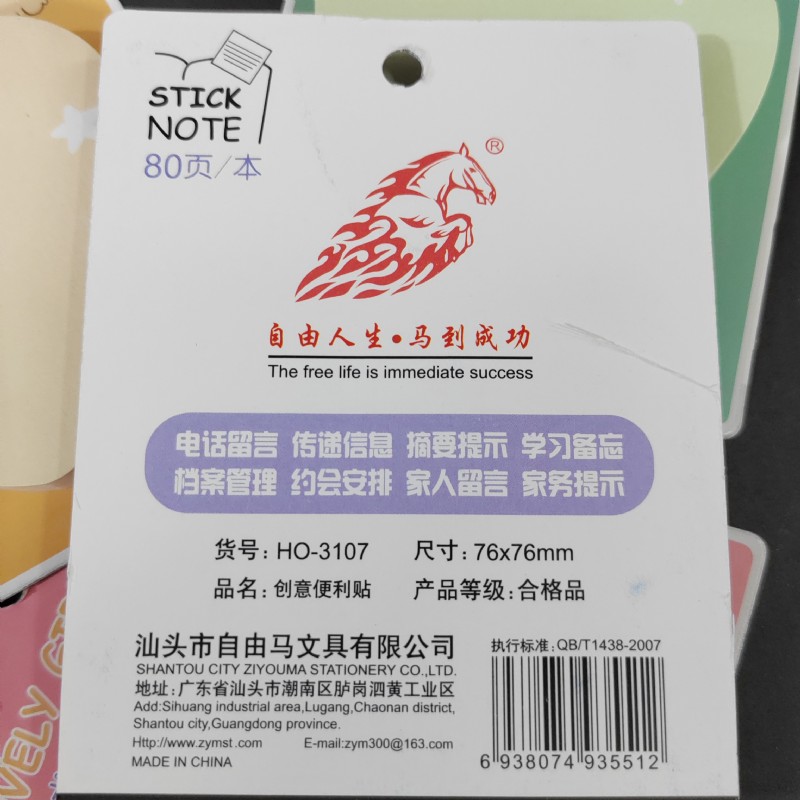 STICK
NOTE
80页/本
®
自由人生·马到成功
The free life is immediate success
电话留言 传递信息 摘要提示 学习备忘
档案管理 约会安排 家人留言 家务提示
货号: HO-3107 尺寸: 76x76mm
品名: 创意便利贴 产品等级: 合格品
汕头市自由马文具有限公司
SHANTOU CITY ZIYOUMA STATIONERY CO.,LTD.
地址: 广东省汕头市潮南区胪岗泗黄工业区
Add:Sihuang industrial area,Lugang,Chaonan district,
Shantou city,Guangdong province.
Http://www.zymst.com E-mail:zym300@163.com
MADE IN CHINA
执行标准: QB/T1438-2007
6 938074 935512